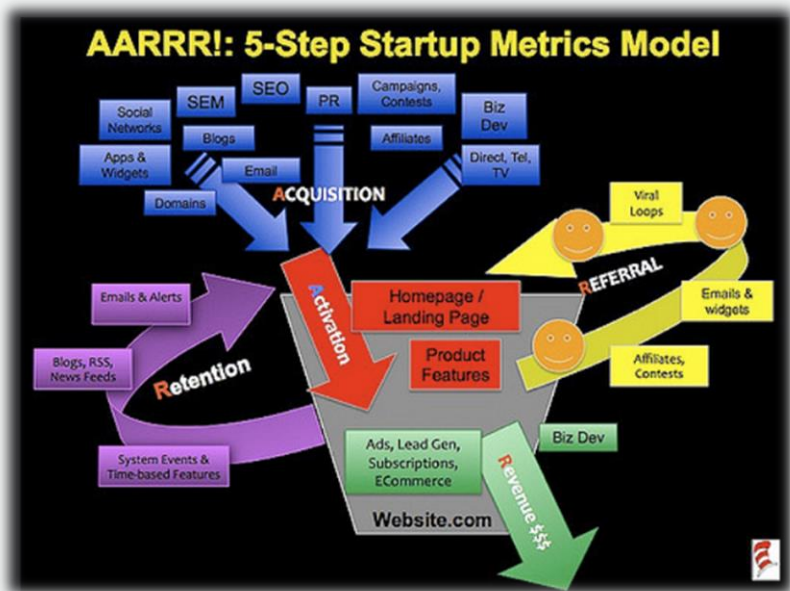 AARRR!: 5-Step Startup Metrics Model
SEO
SEM
PR
Campaigns,
Contests
Social
Networks
Blogs
Affiliates
Biz
Dev
Apps &
Widgets
Email
Direct, Tel,
TV
Domains
ACQUISITION
Viral
Loops
REFERRAL
Emails &
widgets
Affiliates,
Contests
Emails & Alerts
Blogs, RSS,
News Feeds
Retention
System Events &
Time-based Features
Activation
Homepage /
Landing Page
Product
Features
Ads, Lead Gen,
Subscriptions,
ECommerce
Biz Dev
Revenue $$$
Website.com